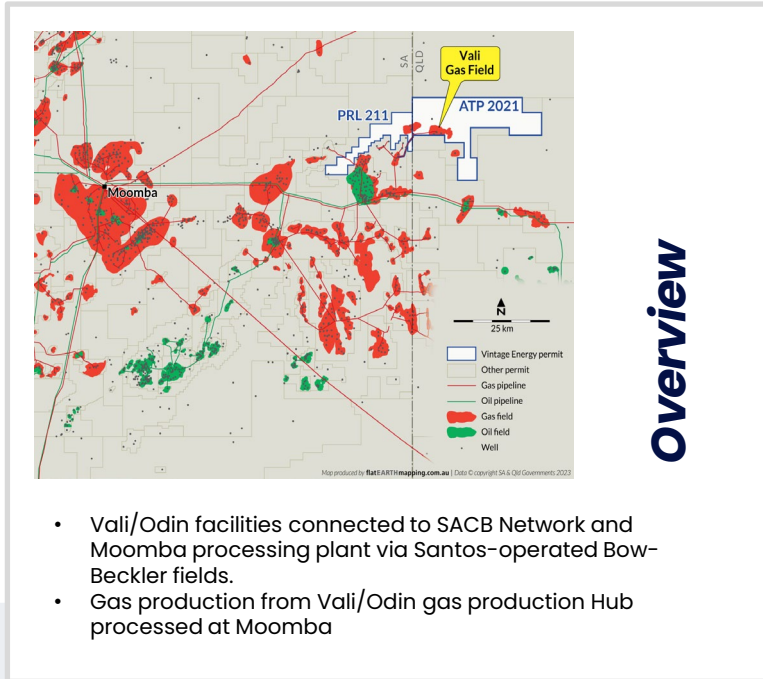 SA
QLD
Vali
Gas Field
PRL 211
ATP 2021
Moomba
N
25 km
Vintage Energy permit
Other permit
Gas pipeline
Oil pipeline
Gas field
Oil field
Well
Map produced by flatEARTHmapping.com.au | Data © copyright SA & Qld Governments 2023
Overview
• Vali/Odin facilities connected to SACB Network and
Moomba processing plant via Santos-operated Bow-
Beckler fields.
• Gas production from Vali/Odin gas production Hub
processed at Moomba